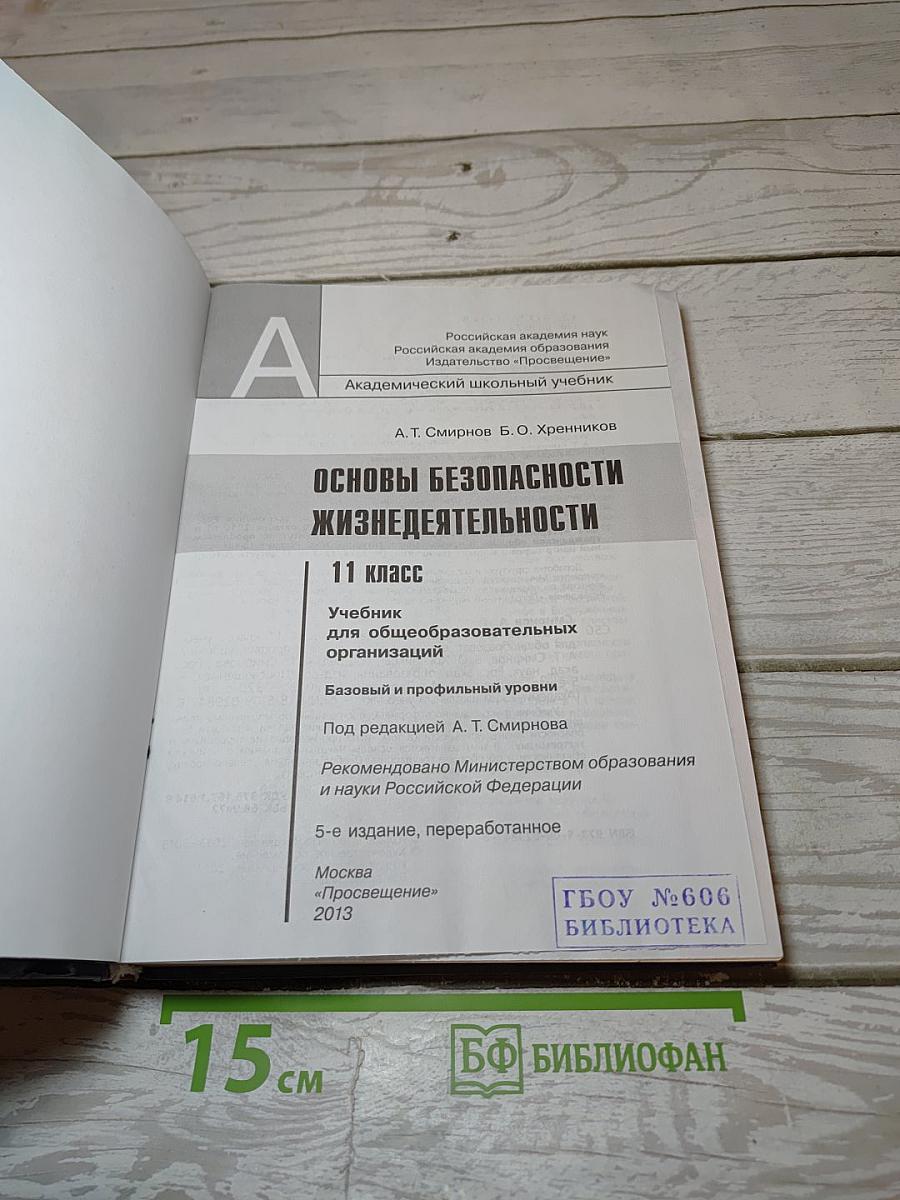 А
Российская академия наук
Российская академия образования
Издательство «Просвещение»
Академический школьный учебник
А. Т. Смирнов Б. О. Хренников
ОСНОВЫ БЕЗОПАСНОСТИ
ЖИЗНЕДЕЯТЕЛЬНОСТИ
11 класс
Учебник
для общеобразовательных
организаций
Базовый и профильный уровни
Под редакцией А. Т. Смирнова
Рекомендовано Министерством образования
и науки Российской Федерации
5-е издание, переработанное
Москва
«Просвещение»
2013
ГБОУ №606
БИБЛИОТЕКА
15 см
БФ БИБЛИОФАН